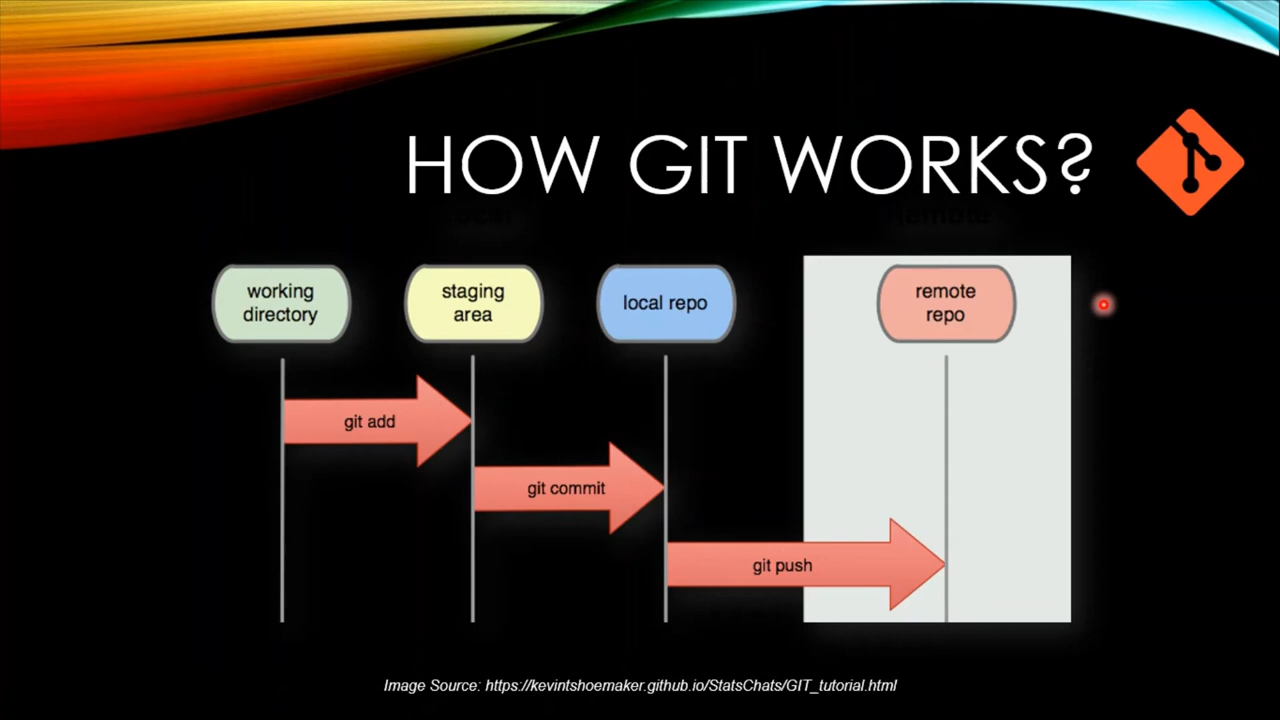 HOW GIT WORKS?
Remote
working
directory
staging
area
local repo
remote
repo
git add
git commit
git push
Image Source: https://kevintshoemaker.github.io/StatsChats/GIT_tutorial.html